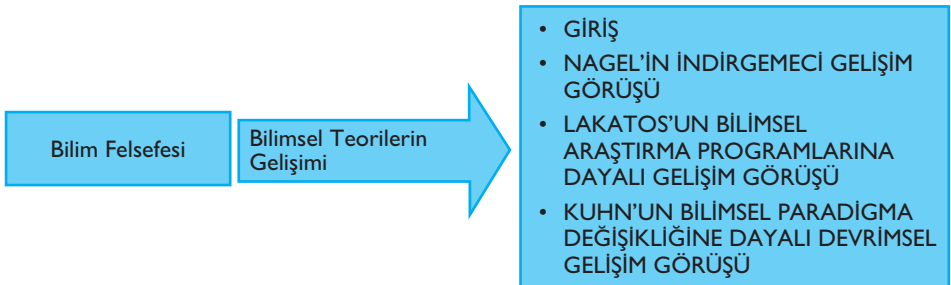 Bilim Felsefesi
Bilimsel Teorilerin
Gelişimi
• GİRİŞ
• NAGEL’İN İNDİRGEMECİ GELİŞİM
GÖRÜŞÜ
• LAKATOS’UN BİLİMSEL
ARAŞTIRMA PROGRAMLARINA
DAYALI GELİŞİM GÖRÜŞÜ
• KUHN’UN BİLİMSEL PARADİGMA
DEĞİŞİKLİĞİNE DAYALI DEVRİMSEL
GELİŞİM GÖRÜŞÜ